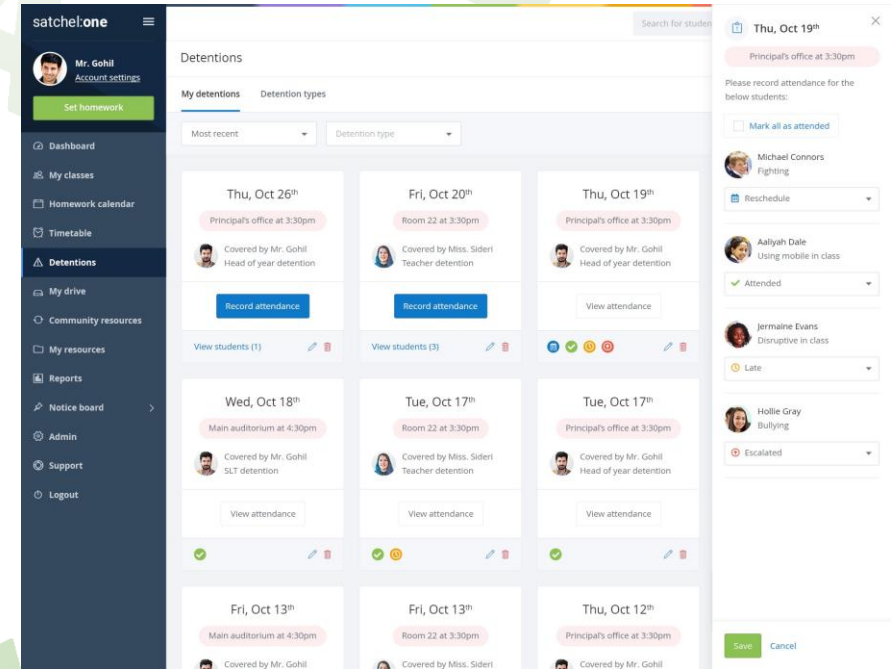 satchel:one
Mr. Gohil
Account settings
Set homework
Dashboard
My classes
Homework calendar
Timetable
Detentions
My drive
Community resources
My resources
Reports
Notice board
Admin
Support
Logout
Search for studen
Detentions
My detentions Detention types
Most recent Detention type
Thu, Oct 26th
Principal's office at 3:30pm
Covered by Mr. Gohil
Head of year detention
Record attendance
View students (1)
Fri, Oct 20th
Room 22 at 3:30pm
Covered by Miss. Sideri
Teacher detention
Record attendance
View students (3)
Thu, Oct 19th
Principal's office at 3:30pm
Covered by Mr. Gohil
Head of year detention
View attendance
Wed, Oct 18th
Main auditorium at 4:30pm
Covered by Mr. Gohil
SLT detention
View attendance
Tue, Oct 17th
Room 22 at 3:30pm
Covered by Miss. Sideri
Teacher detention
View attendance
Tue, Oct 17th
Principal's office at 3:30pm
Covered by Mr. Gohil
Head of year detention
View attendance
Fri, Oct 13th
Main auditorium at 4:30pm
Covered by Mr. Gohil
Fri, Oct 13th
Room 22 at 3:30pm
Covered by Miss. Sideri
Thu, Oct 12th
Principal's office at 3:30pm
Covered by Mr. Gohil
Thu, Oct 19th
Principal's office at 3:30pm
Please record attendance for the
below students:
Mark all as attended
Michael Connors
Fighting
Reschedule
Aaliyah Dale
Using mobile in class
Attended
Jermaine Evans
Disruptive in class
Late
Hollie Gray
Bullying
Escalated
Save Cancel